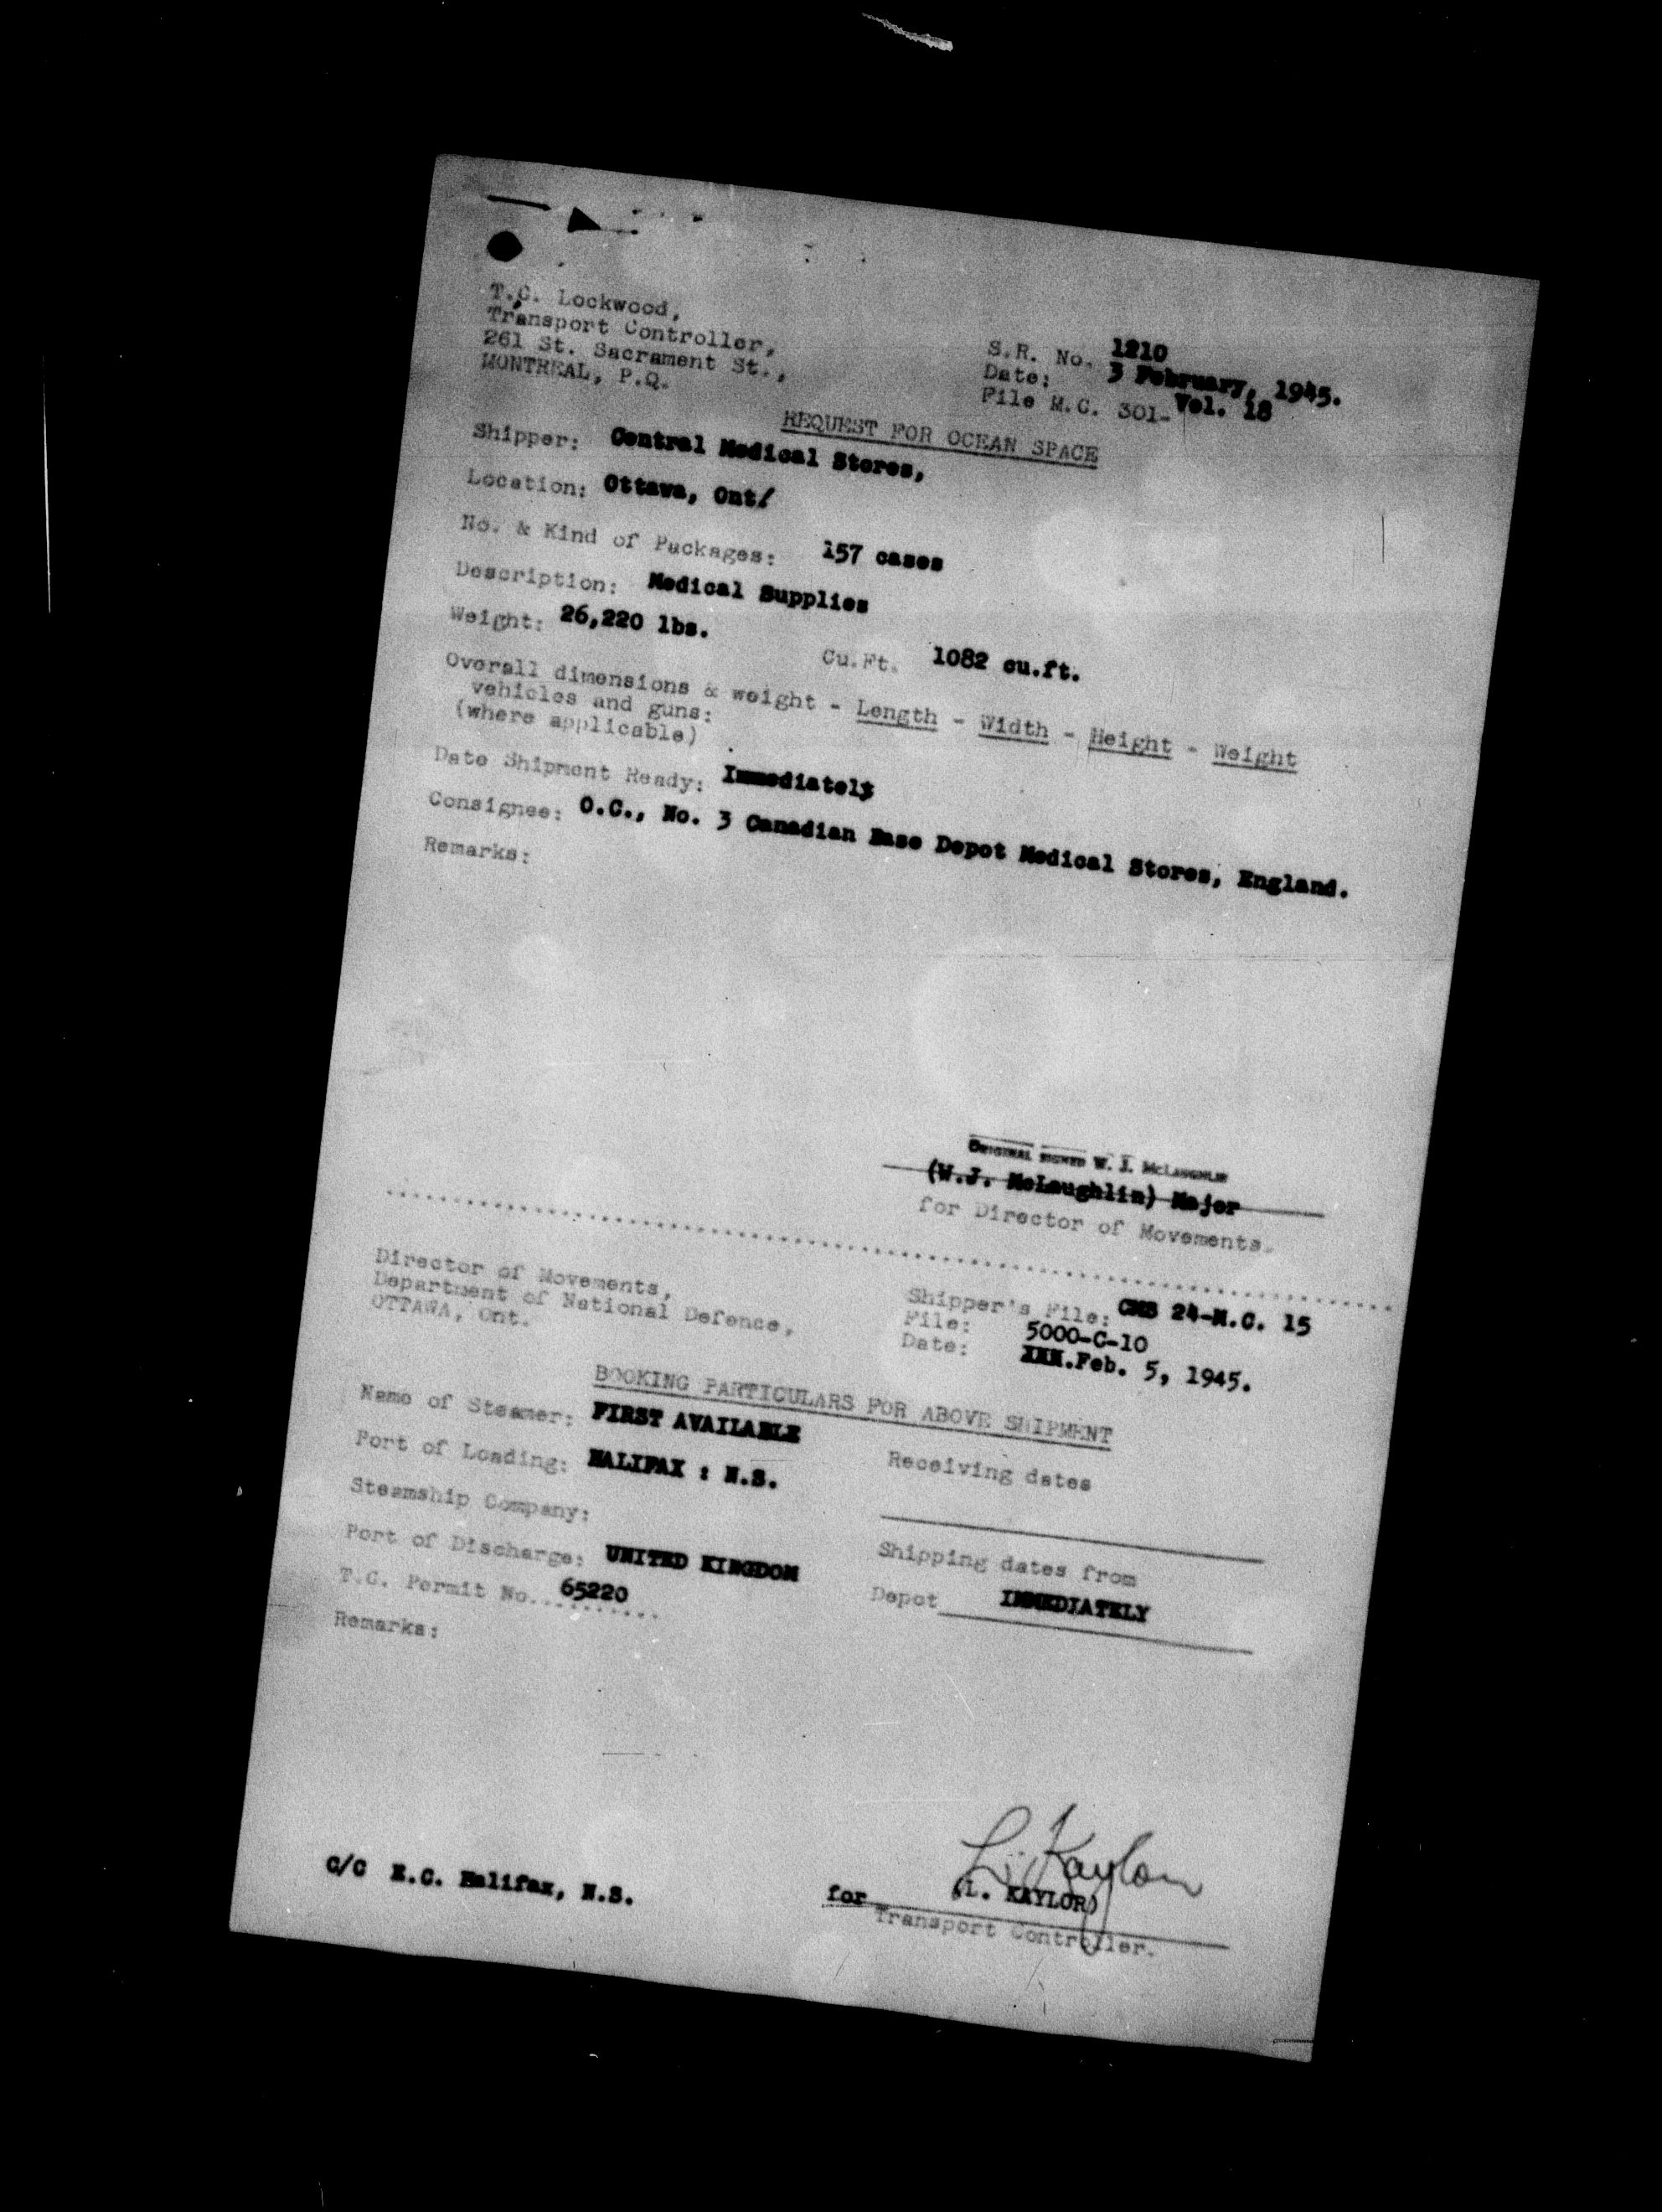 T.C. Lockwood,
Transport Controller,
261 St. Sacrament St.,
MONTREAL, P.Q.
S.R. No. 1210
Date: 3 February, 1945.
File M.C. 301- Vol. 18
REQUEST FOR OCEAN SPACE
Shipper: Central Medical Stores,
Location: Ottawa, Ont/
No. & Kind of Packages: 157 cases
Description: Medical Supplies
Weight: 26,220 lbs. Cu.Ft. 1082 cu.ft.
Overall dimensions & weight - Length - Width - Height - Weight
vehicles and guns:
(where applicable)
Date Shipment Ready: Immediately
Consignee: O.C., No. 3 Canadian Base Depot Medical Stores, England.
Remarks:
ORIGINAL SIGNED W. J. MCLAUGHLIN
(W.J. McLaughlin) Major
for Director of Movements.
Director of Movements,
Department of National Defence,
OTTAWA, Ont.
Shipper's File: CMS 24-M.C. 15
File: 5000-C-10
Date: Feb. 5, 1945.
BOOKING PARTICULARS FOR ABOVE SHIPMENT
Name of Steamer: FIRST AVAILABLE
Port of Loading: HALIFAX : N.S.
Receiving dates
Steamship Company:
Port of Discharge: UNITED KINGDOM
Shipping dates from
T.C. Permit No. 65220
Depot IMMEDIATELY
Remarks:
L. Kaylor
c/c E.C. Halifax, N.S.
for (L. KAYLOR)
Transport Controller.